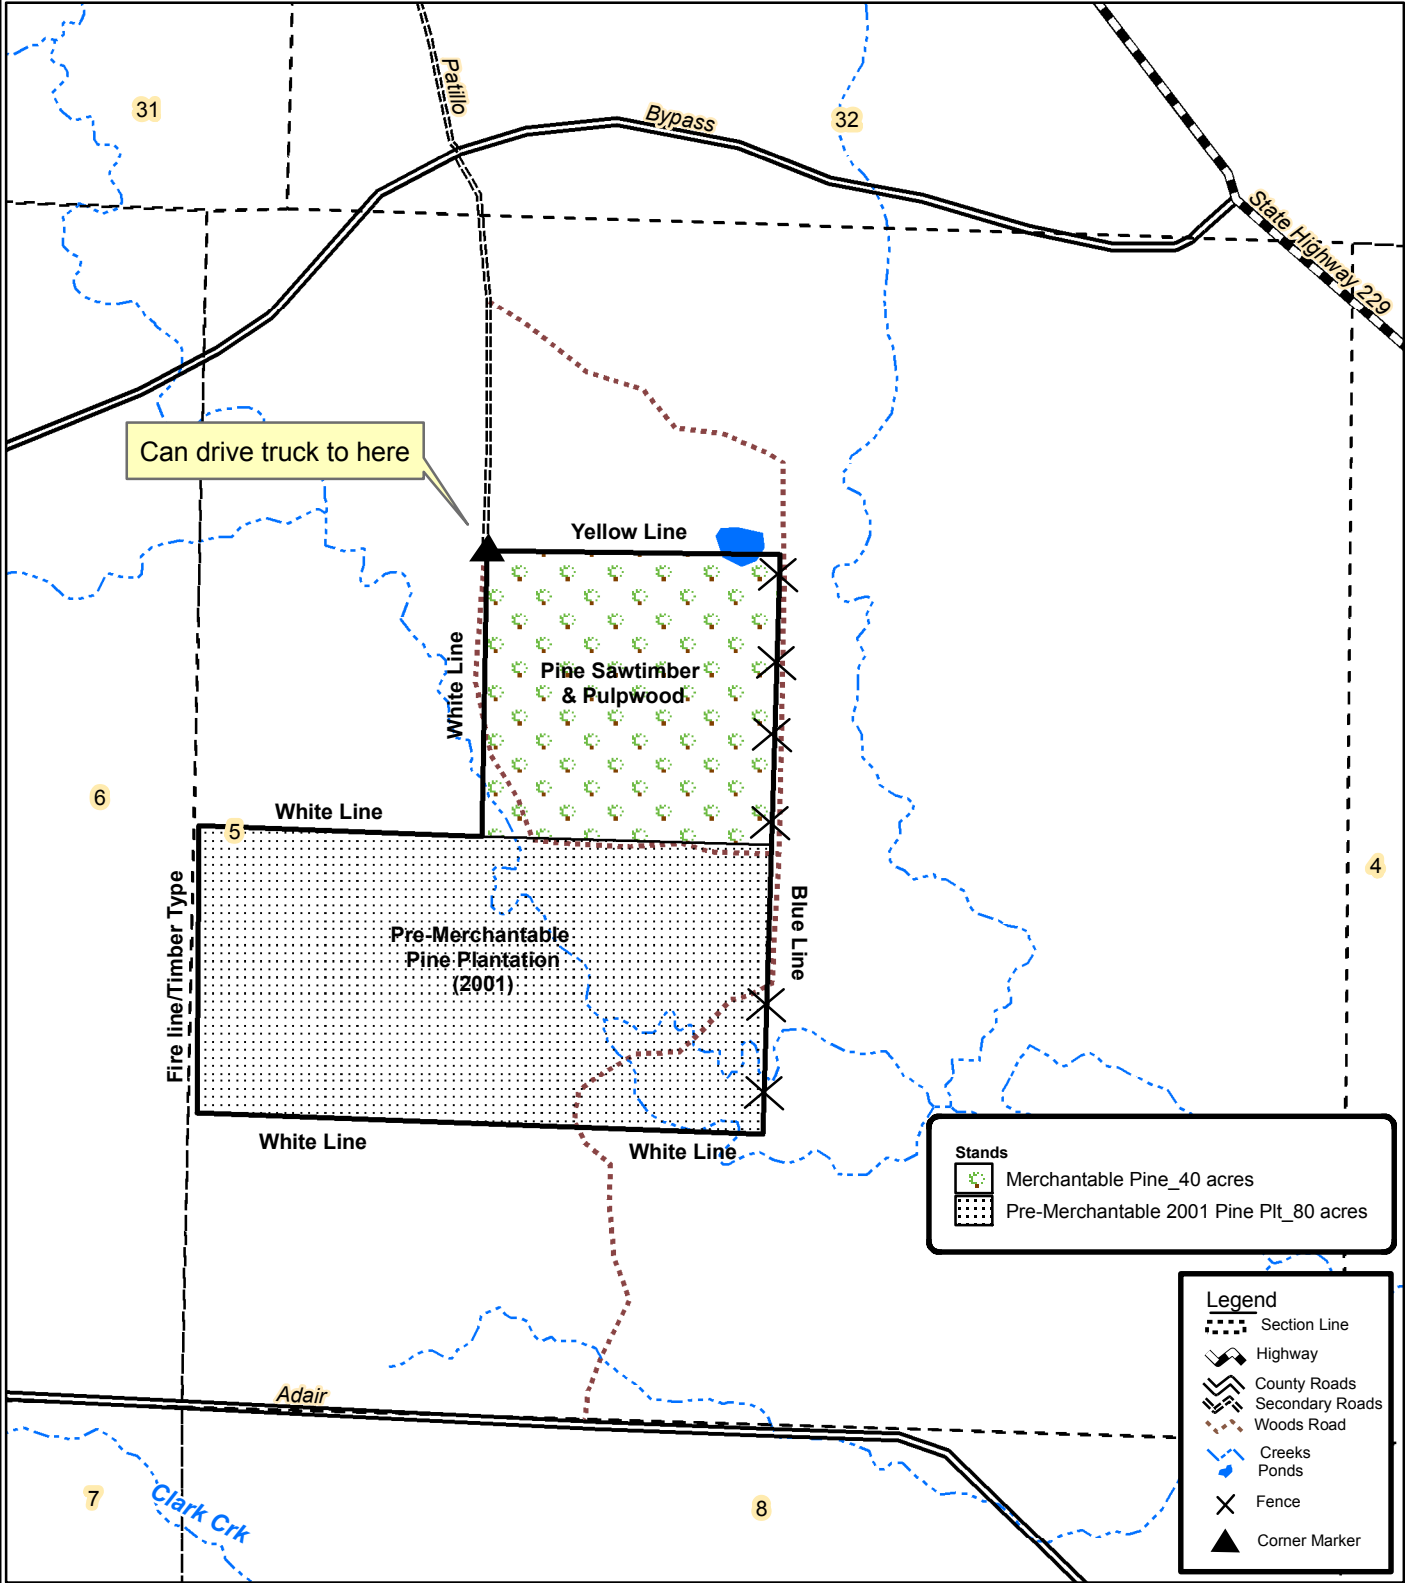 31
Patillo
Bypass
32
State Highway 229
Can drive truck to here
Yellow Line
White Line
Pine Sawtimber
& Pulpwood
6
White Line
5
4
Fire line/Timber Type
Pre-Merchantable
Pine Plantation
(2001)
Blue Line
White Line
White Line
Stands
Merchantable Pine_40 acres
Pre-Merchantable 2001 Pine Plt_80 acres
Legend
Section Line
Highway
County Roads
Secondary Roads
Woods Road
Creeks
Ponds
Fence
Corner Marker
Adair
7
Clark Crk
8